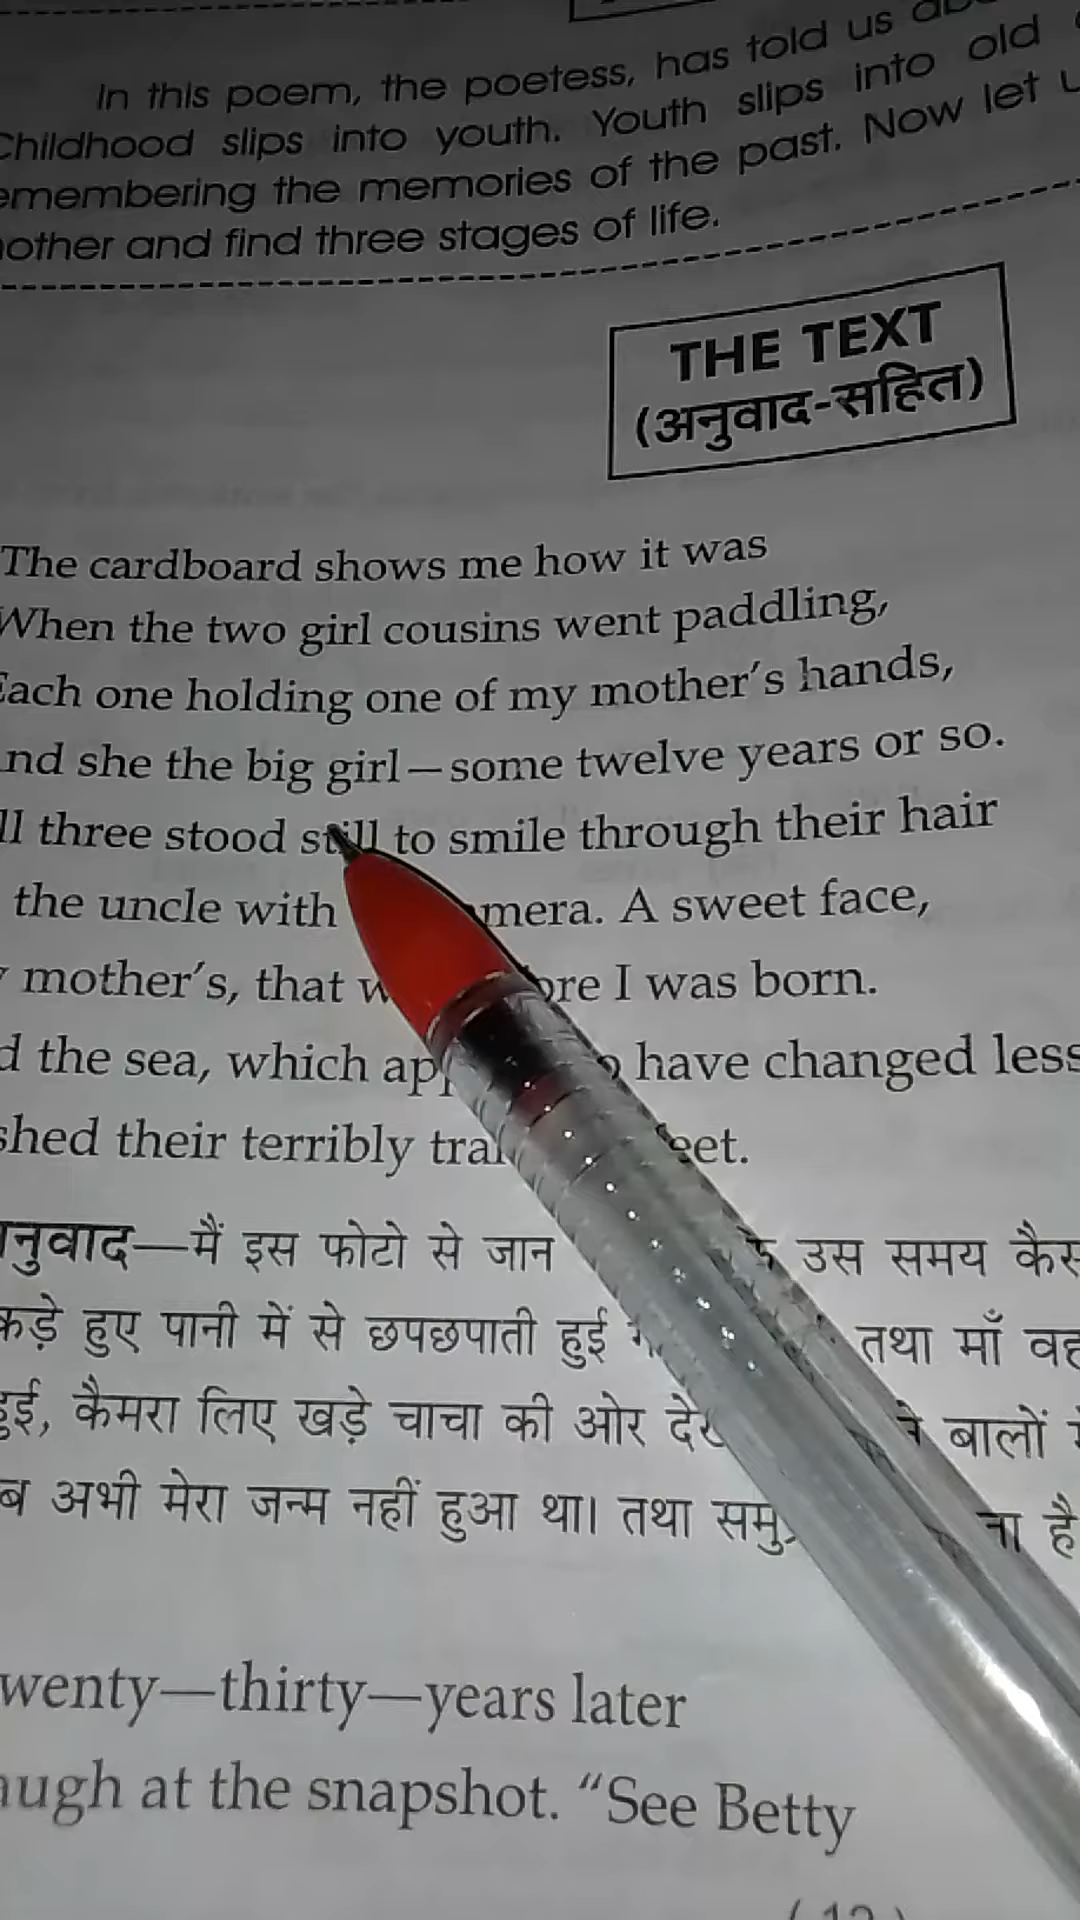 In this poem, the poetess, has told us
Childhood slips into youth. Youth slips into old
emembering the memories of the past. Now let
other and find three stages of life.
THE TEXT
(अनुवाद-सहित)
The cardboard shows me how it was
When the two girl cousins went paddling,
Each one holding one of my mother's hands,
nd she the big girl—some twelve years or so.
ll three stood still to smile through their hair
the uncle with mera. A sweet face,
mother's, that ore I was born.
d the sea, which app have changed less
shed their terribly tran eet.
नुवाद—मैं इस फोटो से जान उस समय कैस
कड़े हुए पानी में से छपछपाती हुई तथा माँ वह
हुई, कैमरा लिए खड़े चाचा की ओर देख ने बालों
ब अभी मेरा जन्म नहीं हुआ था। तथा समु ना है
wenty—thirty—years later
augh at the snapshot. "See Betty